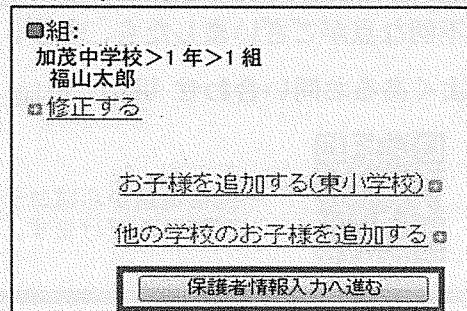 組:
加茂中学校＞1年＞1組
福山太郎
修正する
お子様を追加する(東小学校)
他の学校のお子様を追加する
保護者情報入力へ進む